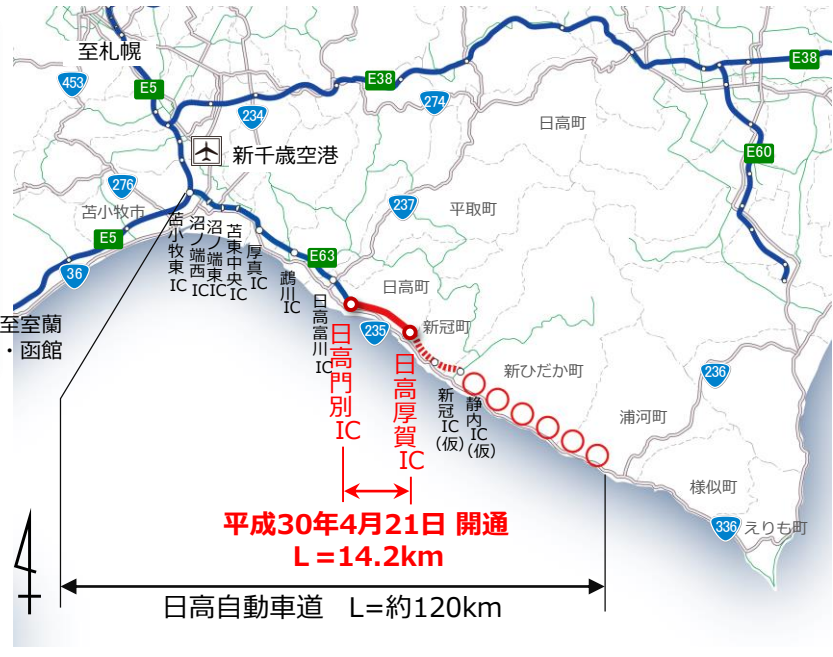 至札幌
E38
E38
453
E5
274
234
日高町
新千歳空港
E60
276
237
平取町
苫小牧市
E5
36
E63
苫小牧東IC
沼ノ端西IC
沼ノ端東IC
苫東中央IC
厚真IC
鵡川IC
日高富川IC
日高町
至室蘭
・函館
235
新冠町
日高門別IC
日高厚賀IC
新冠IC(仮)
静内IC(仮)
新ひだか町
236
浦河町
様似町
336
えりも町
平成30年4月21日 開通
L=14.2km
日高自動車道 L=約120km